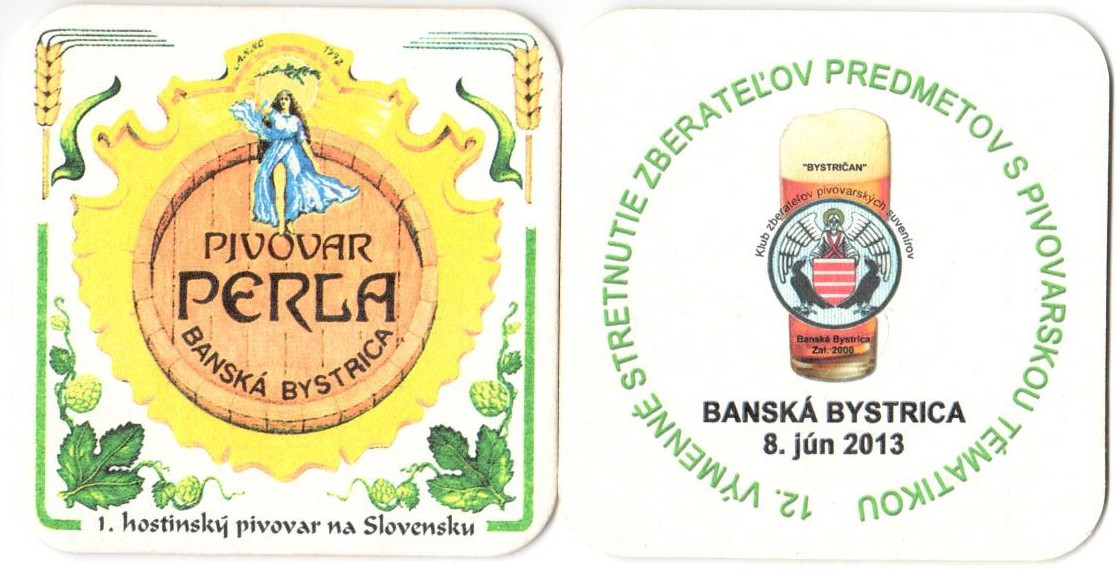 ANNO 1992
PIVOVAR
PERLA
BANSKÁ BYSTRICA
1. hostinský pivovar na Slovensku
12. VÝMENNÉ STRETNUTIE ZBERATEĽOV PREDMETOV S PIVOVARSKOU TÉMATIKOU
"BYSTRIČAN"
Klub zberateľov pivovarských suvenírov
Banská Bystrica
Zal. 2000
BANSKÁ BYSTRICA
8. jún 2013